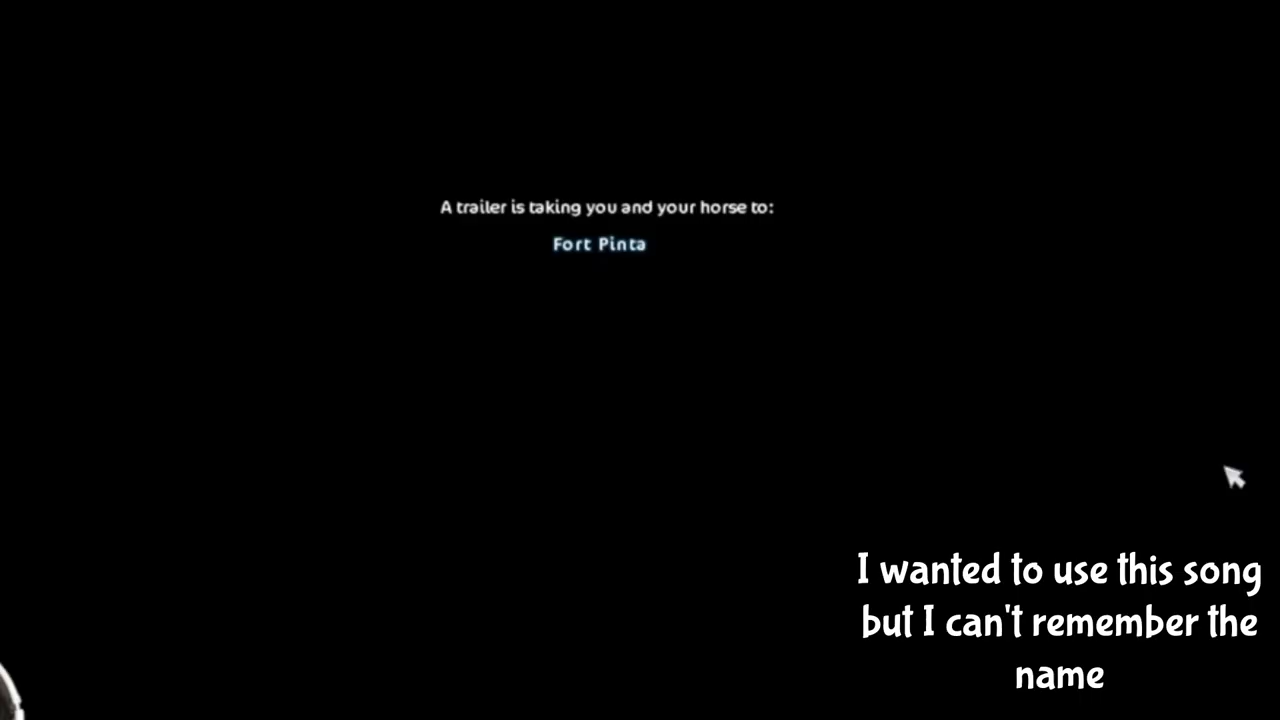 A trailer is taking you and your horse to:
Fort Pinta
I wanted to use this song
but I can't remember the
name